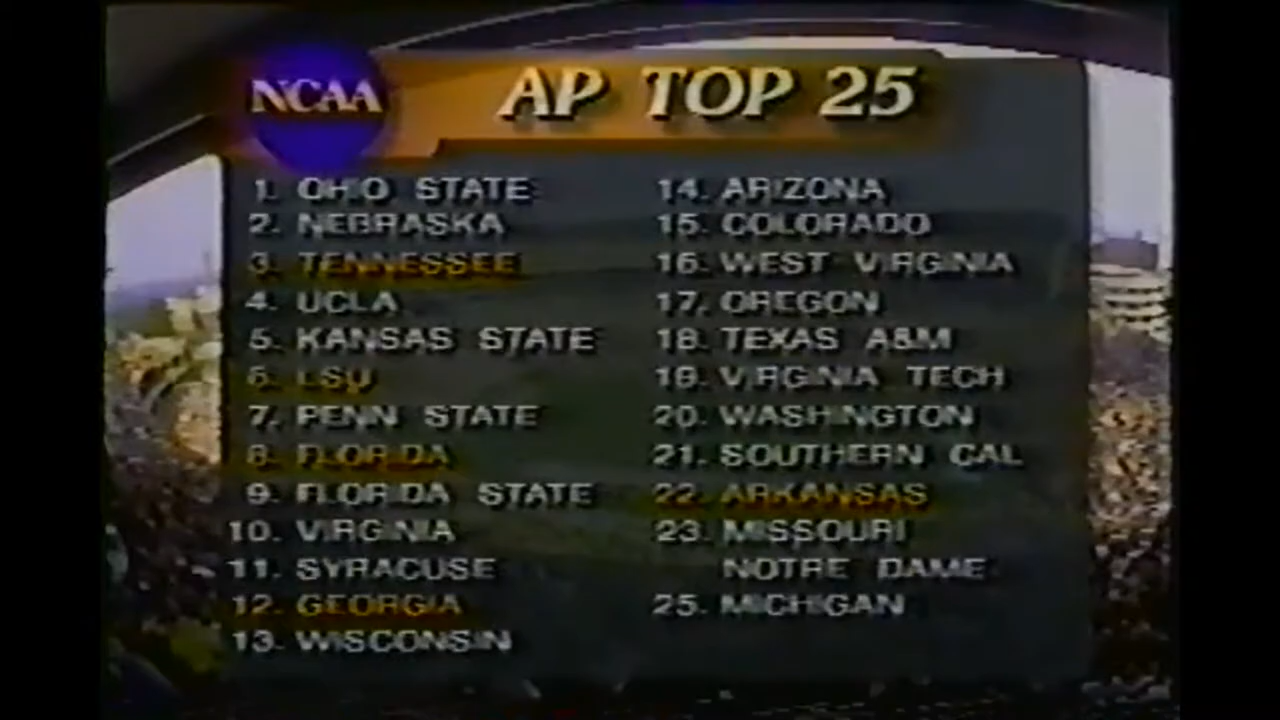 NCAA
AP TOP 25
1. OHIO STATE
2. NEBRASKA
3. TENNESSEE
4. UCLA
5. KANSAS STATE
6. LSU
7. PENN STATE
8. FLORIDA
9. FLORIDA STATE
10. VIRGINIA
11. SYRACUSE
12. GEORGIA
13. WISCONSIN
14. ARIZONA
15. COLORADO
16. WEST VIRGINIA
17. OREGON
18. TEXAS A&M
19. VIRGINIA TECH
20. WASHINGTON
21. SOUTHERN CAL
22. ARKANSAS
23. MISSOURI
NOTRE DAME
25. MICHIGAN